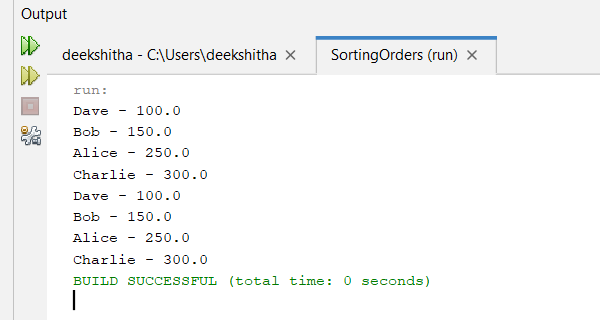 Output
deekshitha - C:\Users\deekshitha × SortingOrders (run) ×
run:
Dave - 100.0
Bob - 150.0
Alice - 250.0
Charlie - 300.0
Dave - 100.0
Bob - 150.0
Alice - 250.0
Charlie - 300.0
BUILD SUCCESSFUL (total time: 0 seconds)